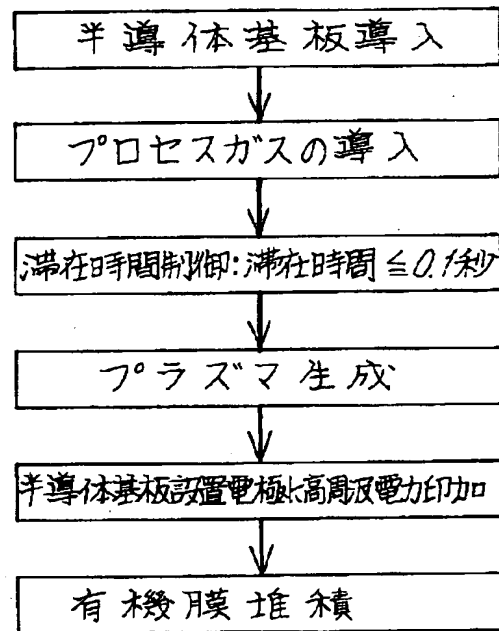 半導体基板導入
プロセスガスの導入
滞在時間制御:滞在時間≦0.1秒
プラズマ生成
半導体基板設置電極に高周波電力印加
有機膜堆積